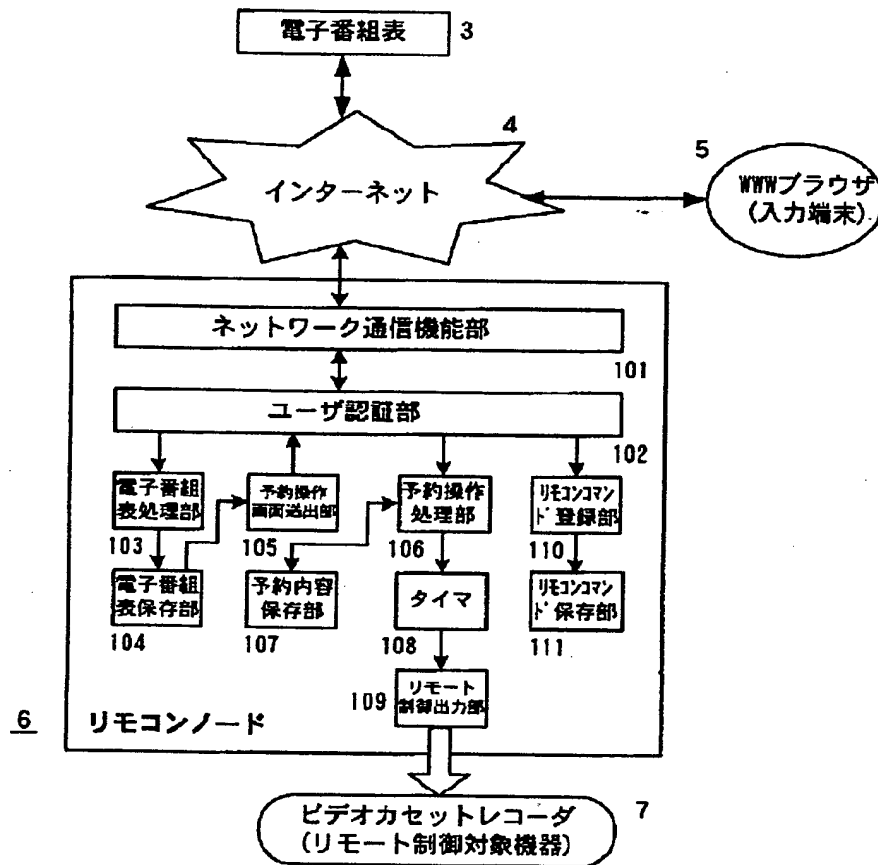 電子番組表 3
4
インターネット
5
WWWブラウザ
(入力端末)
ネットワーク通信機能部
101
ユーザ認証部
102
電子番組
表処理部
103
予約操作
画面送出部
105
予約操作
処理部
106
リモコンコマン
ド登録部
110
電子番組
表保存部
104
予約内容
保存部
107
タイマ
108
リモコンコマン
ド保存部
111
109
リモート
制御出力部
6 リモコンノード
ビデオカセットレコーダ
(リモート制御対象機器)
7